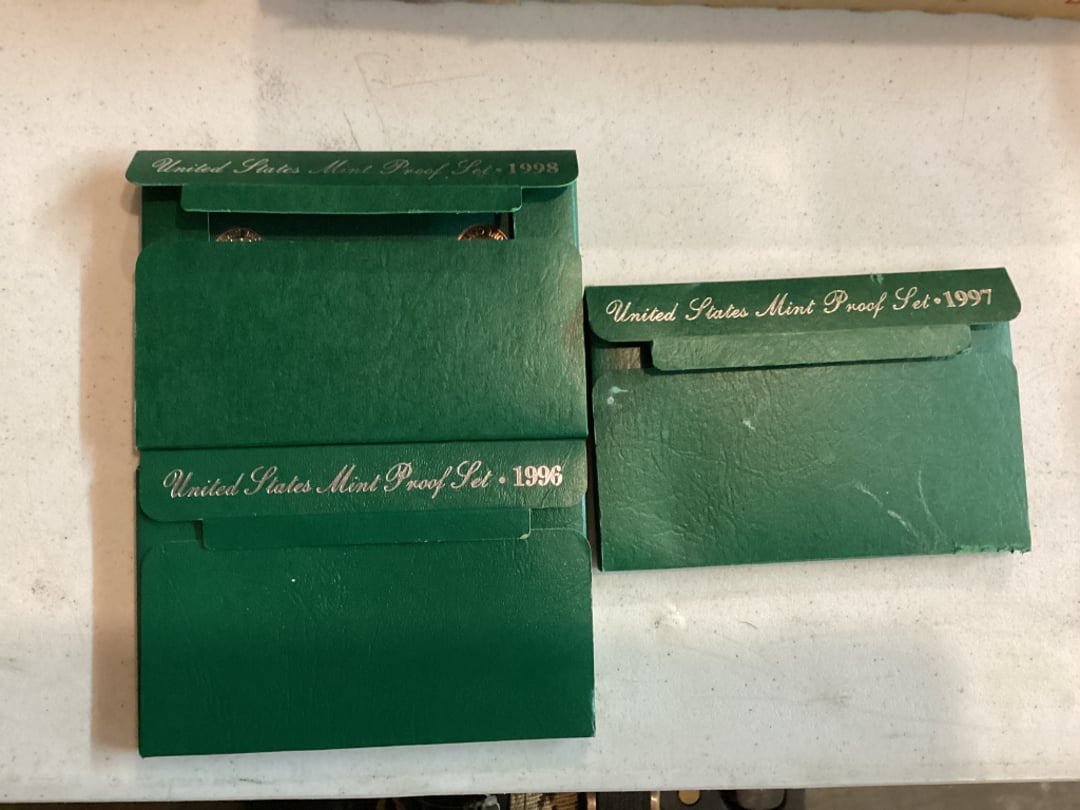 United States Mint Proof Set • 1998
United States Mint Proof Set • 1997
United States Mint Proof Set • 1996